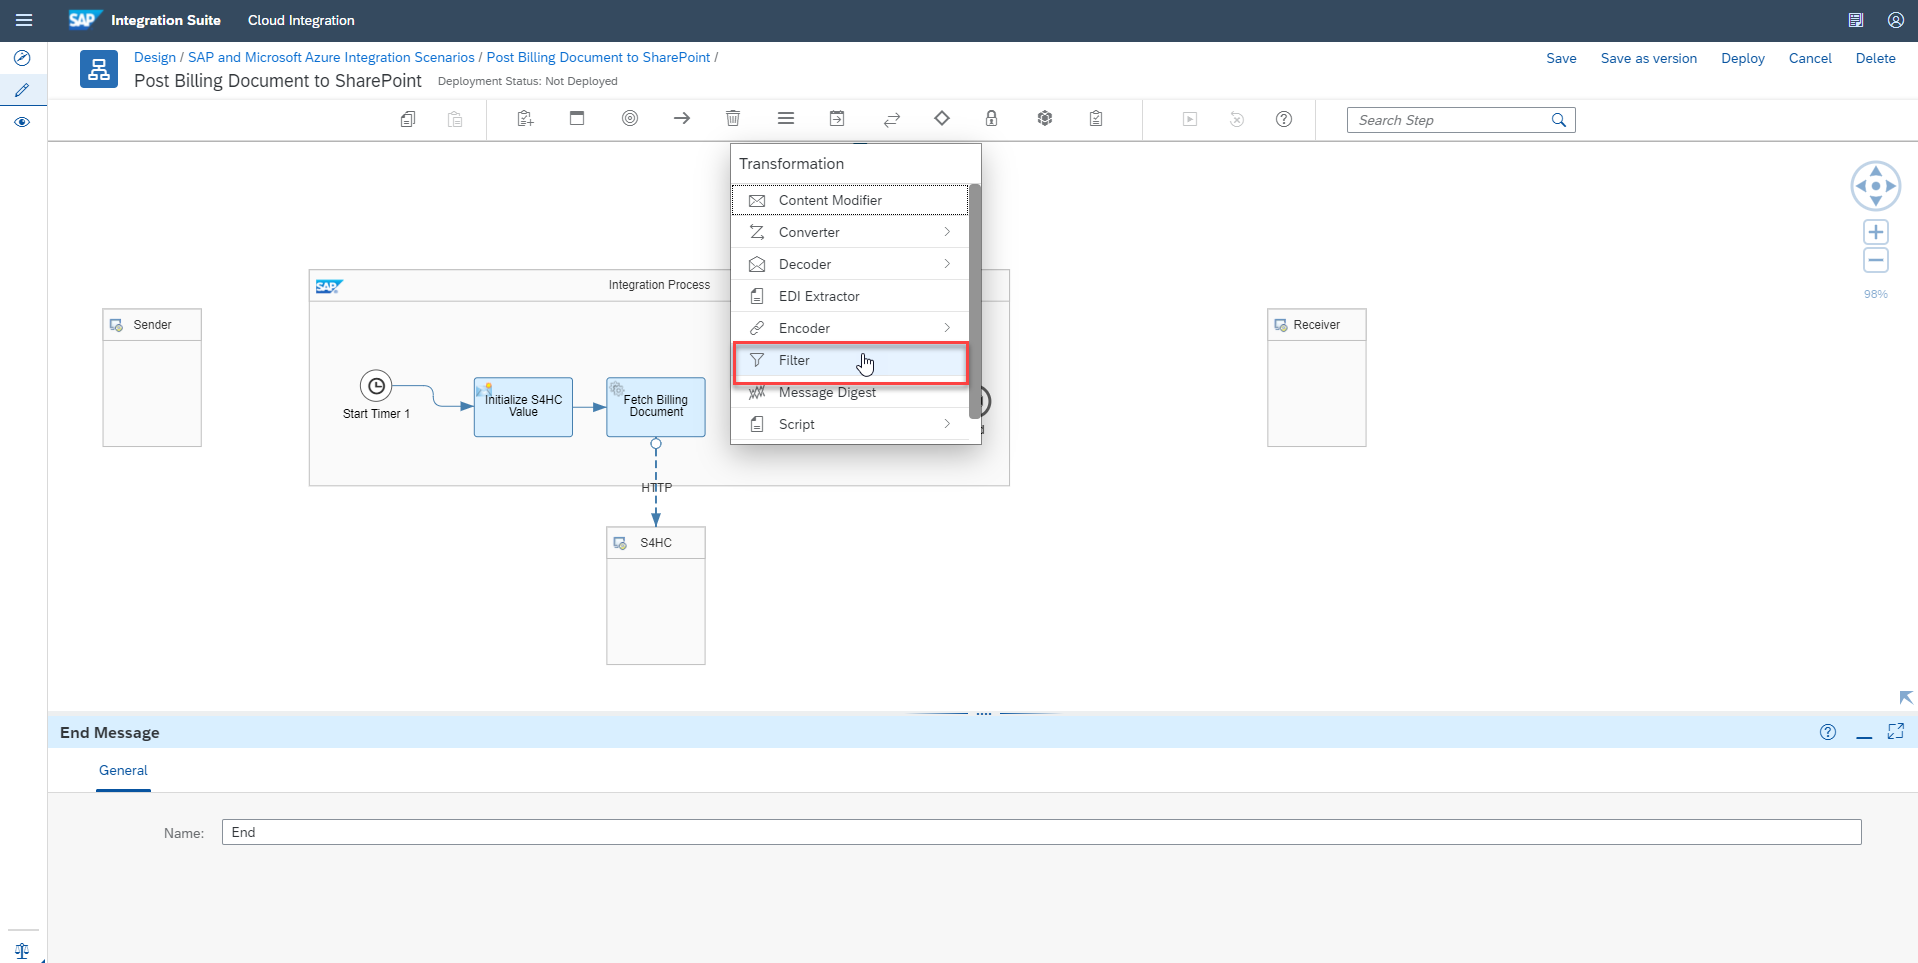 SAP Integration Suite Cloud Integration
Design / SAP and Microsoft Azure Integration Scenarios / Post Billing Document to SharePoint /
Post Billing Document to SharePoint Deployment Status: Not Deployed
Save Save as version Deploy Cancel Delete
Search Step
Transformation
Content Modifier
Converter
Decoder
EDI Extractor
Encoder
Filter
Message Digest
Script
98%
SAP Integration Process
Sender
Receiver
Start Timer 1
Initialize S4HC
Value
Fetch Billing
Document
HTTP
S4HC
End Message
General
Name: End